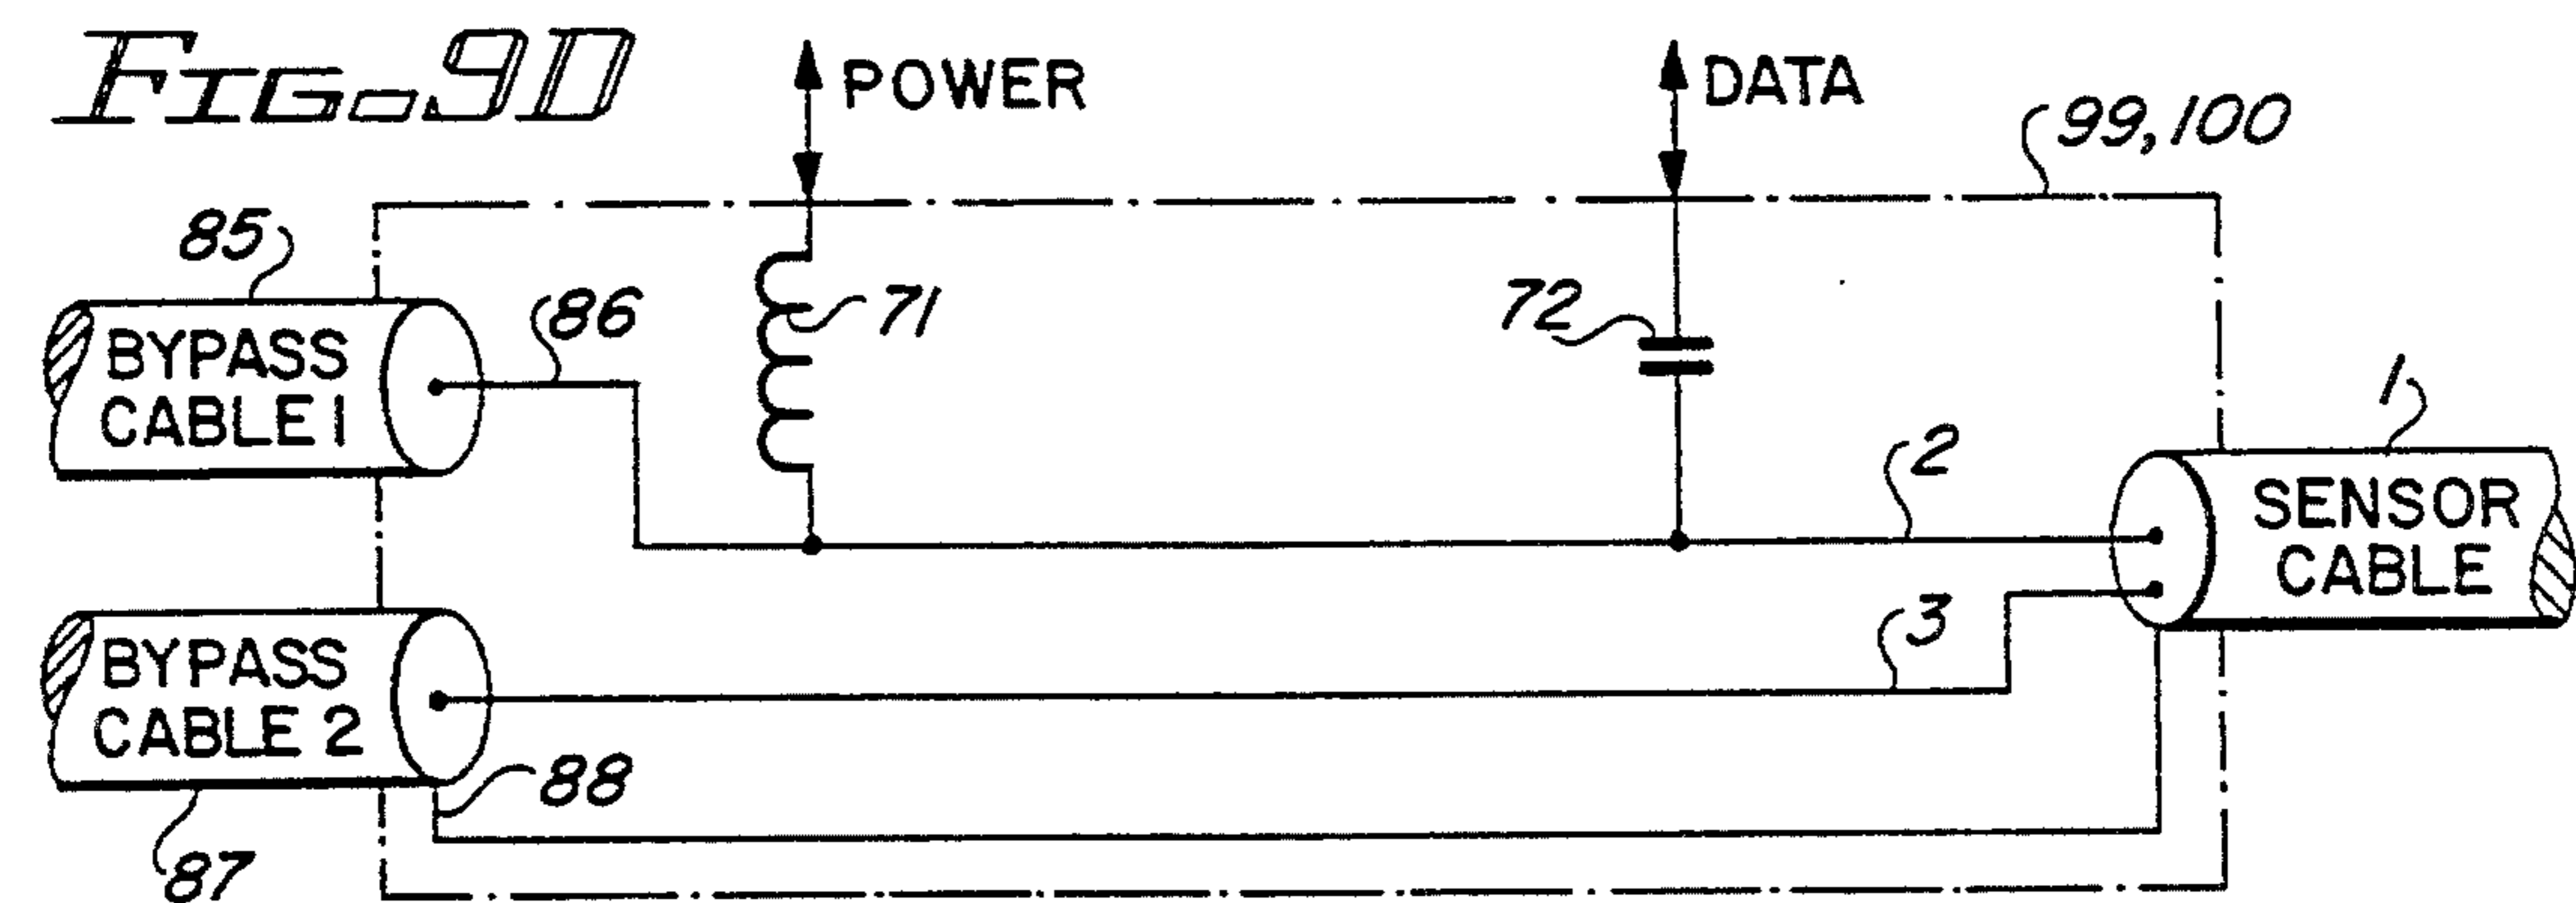 FIG. 9D
POWER
DATA
99, 100
85
86
71
72
1
BYPASS
CABLE 1
2
SENSOR
CABLE
3
BYPASS
CABLE 2
88
87